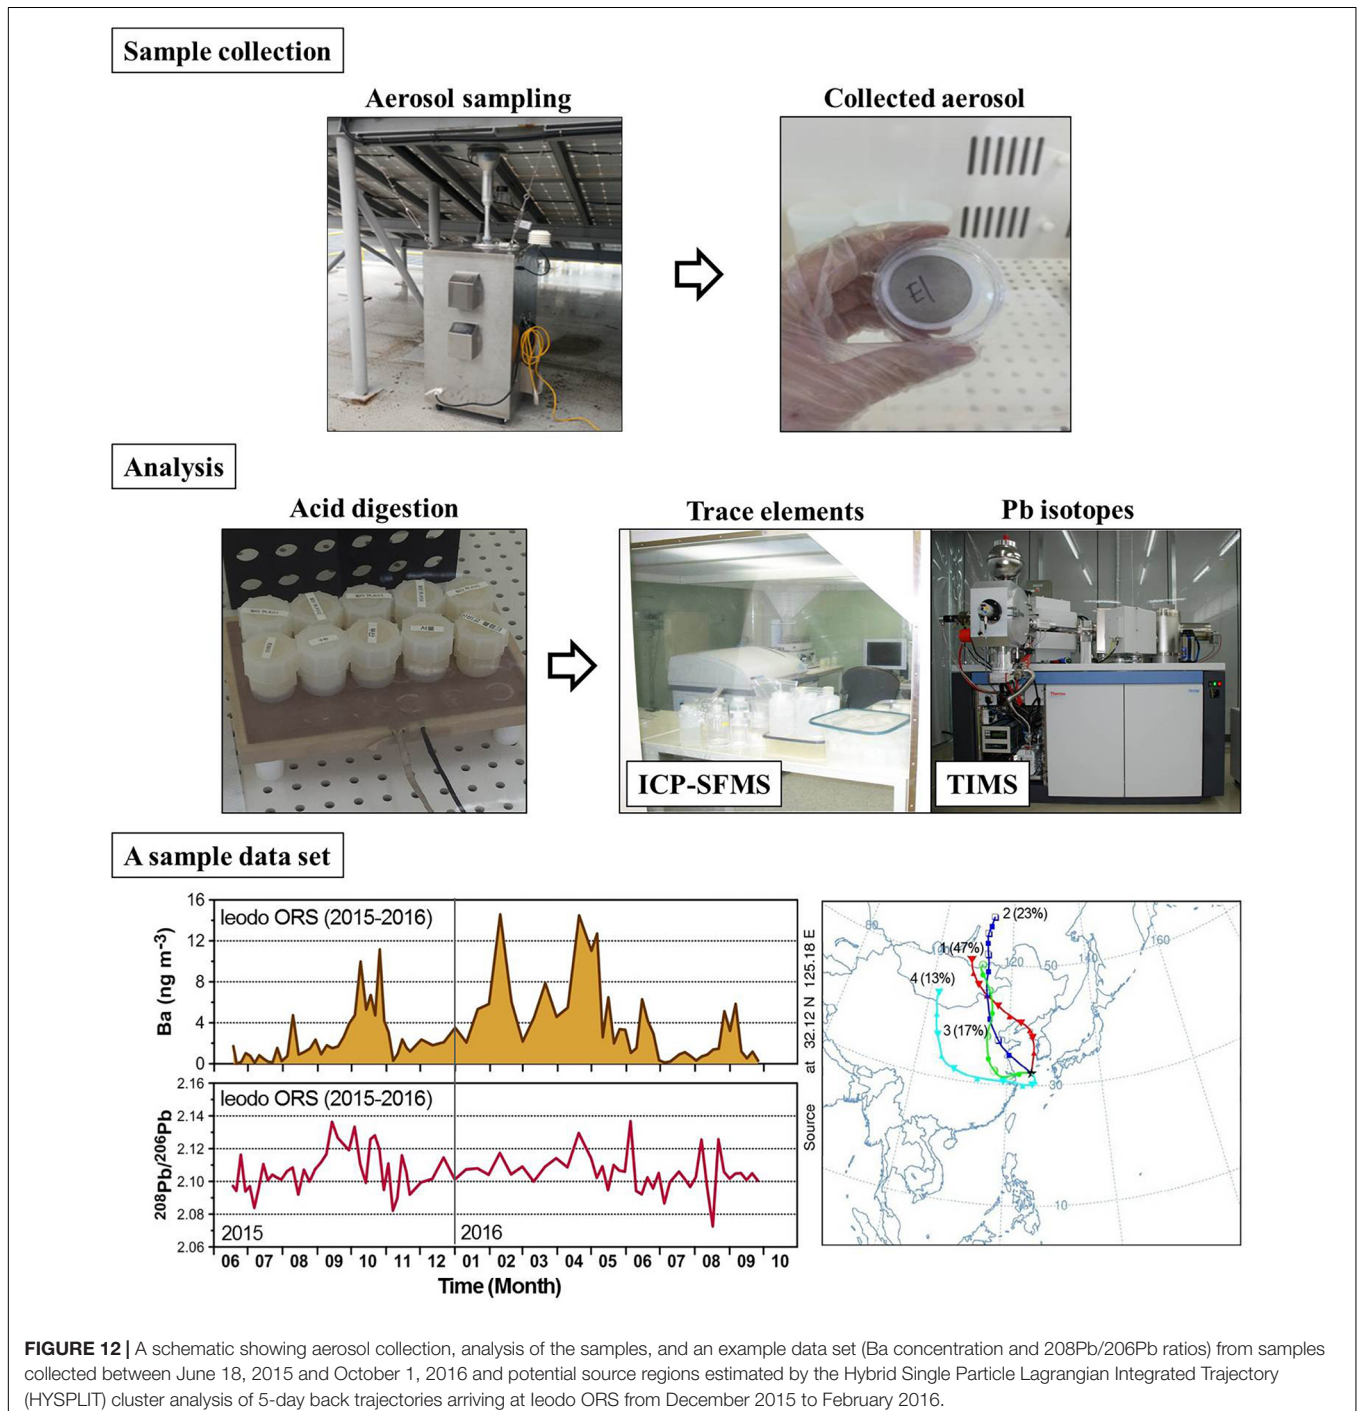 Sample collection
Aerosol sampling
Collected aerosol
E1
Analysis
Acid digestion
Trace elements
Pb isotopes
ICP-SFMS
TIMS
A sample data set
Ieodo ORS (2015-2016)
Ba (ng m⁻³)
16
12
8
4
0
Ieodo ORS (2015-2016)
²⁰⁸Pb/²⁰⁶Pb
2.16
2.14
2.12
2.10
2.08
2.06
2015
2016
06 07 08 09 10 11 12 01 02 03 04 05 06 07 08 09 10
Time (Month)
Source at 32.12 N 125.18 E
2 (23%)
1 (47%)
4 (13%)
3 (17%)
80
100
120
50
140
160
30
10
FIGURE 12 | A schematic showing aerosol collection, analysis of the samples, and an example data set (Ba concentration and 208Pb/206Pb ratios) from samples
collected between June 18, 2015 and October 1, 2016 and potential source regions estimated by the Hybrid Single Particle Lagrangian Integrated Trajectory
(HYSPLIT) cluster analysis of 5-day back trajectories arriving at Ieodo ORS from December 2015 to February 2016.